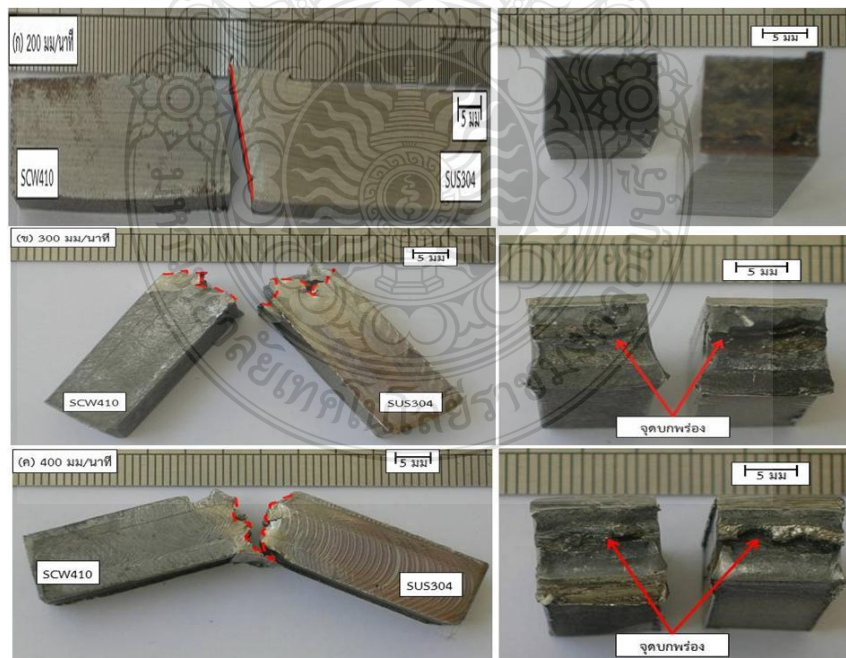 (ก) 200 มม/นาที
5 มม
SCW410
SUS304
5 มม
(ข) 300 มม/นาที
5 มม
SCW410
SUS304
5 มม
จุดบกพร่อง
(ค) 400 มม/นาที
5 มม
SCW410
SUS304
5 มม
จุดบกพร่อง